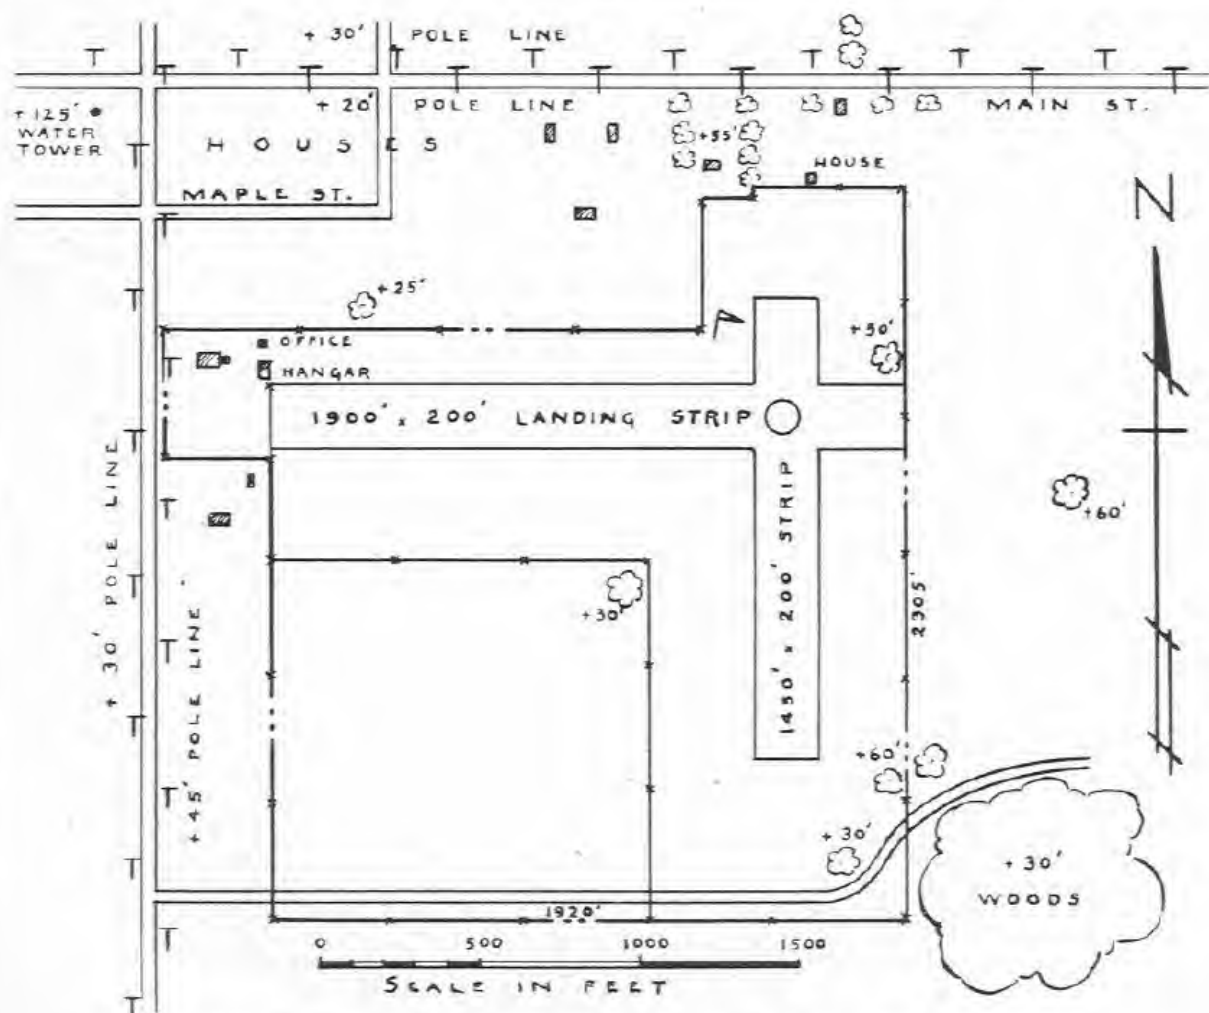 + 30' POLE LINE
+ 125'
WATER
TOWER
+ 20' POLE LINE
MAIN ST.
HOUSES
+55'
HOUSE
MAPLE ST.
N
+25'
OFFICE
HANGAR
+50'
1900' x 200' LANDING STRIP
+ 30' POLE LINE
+60'
1450' x 200' STRIP
2305'
+30'
+45' POLE LINE
+60'
+30'
+30'
WOODS
1920'
0 500 1000 1500
SCALE IN FEET